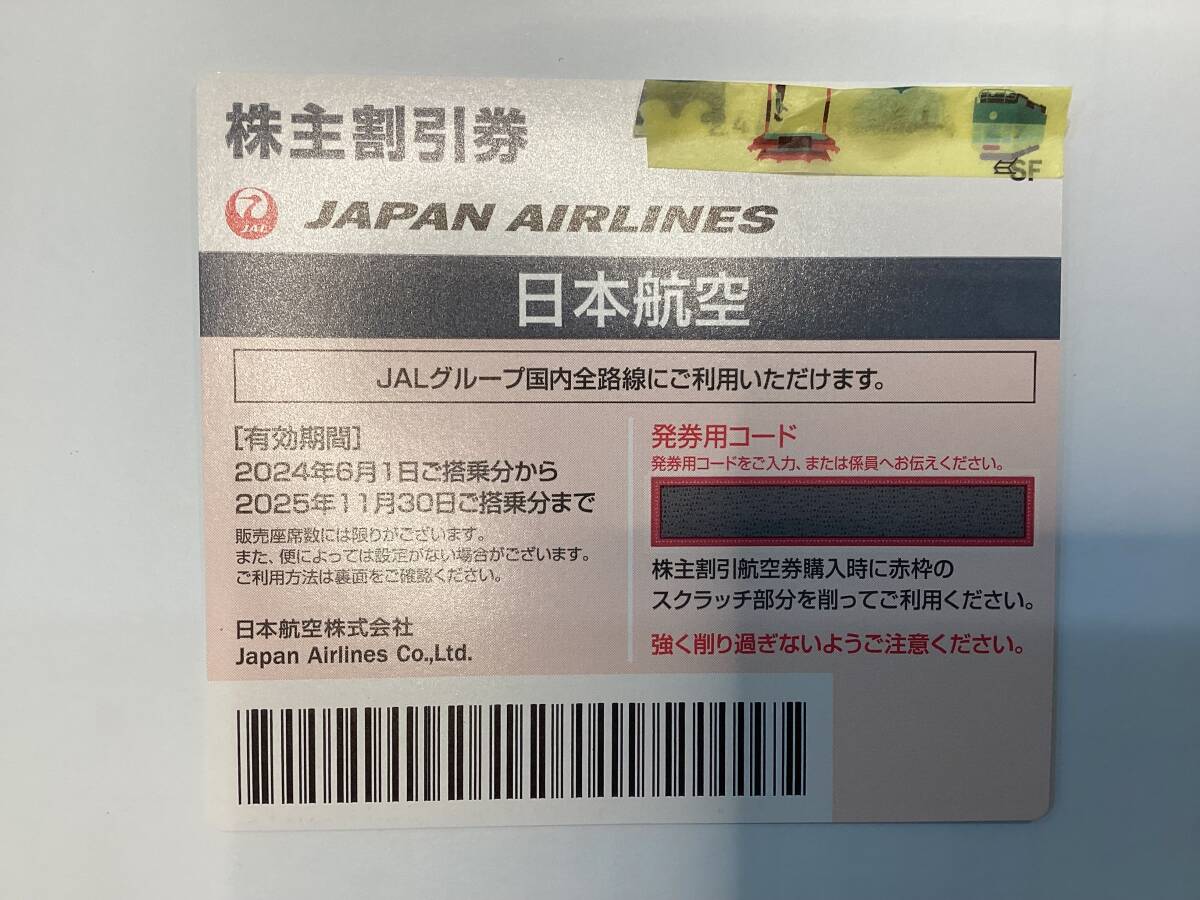 株主割引券
SF
JAL
JAPAN AIRLINES
日本航空
JALグループ国内全路線にご利用いただけます。
[有効期間]
2024年6月1日ご搭乗分から
2025年11月30日ご搭乗分まで
販売座席数には限りがございます。
また、便によっては設定がない場合がございます。
ご利用方法は裏面をご確認ください。
日本航空株式会社
Japan Airlines Co.,Ltd.
発券用コード
発券用コードをご入力、または係員へお伝えください。
株主割引航空券購入時に赤枠の
スクラッチ部分を削ってご利用ください。
強く削り過ぎないようご注意ください。